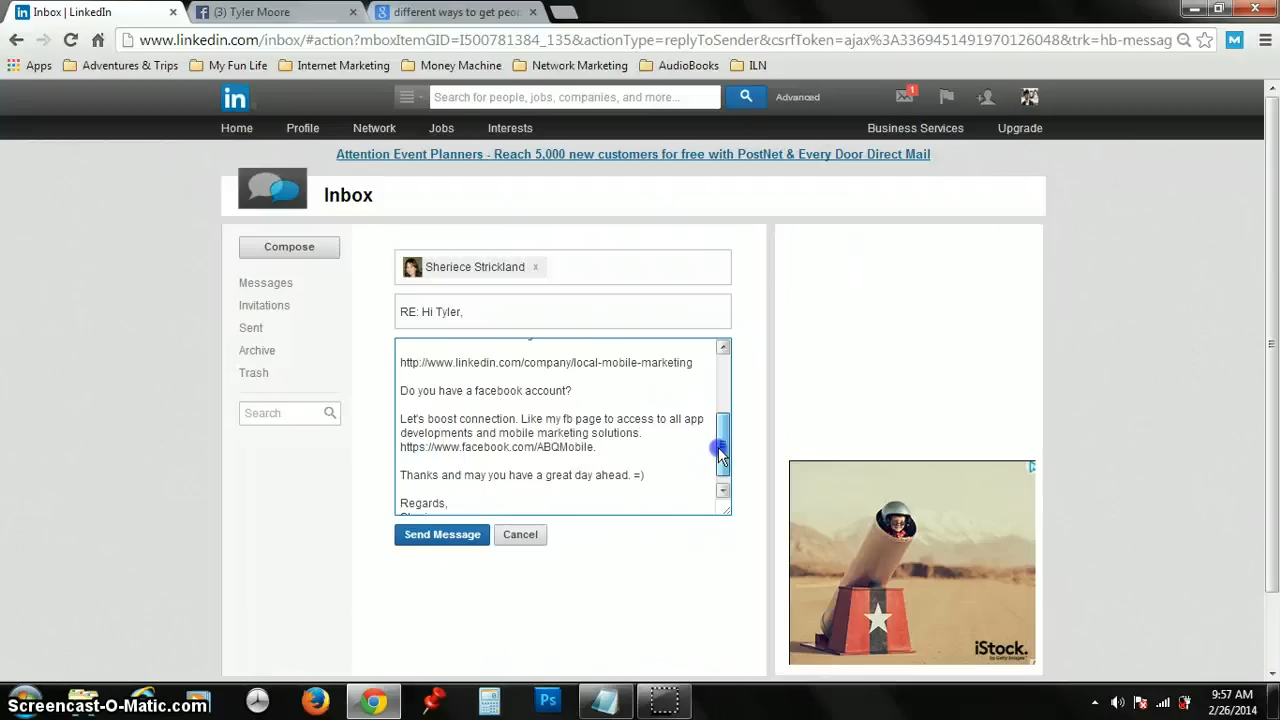 Inbox | LinkedIn
(3) Tyler Moore
different ways to get peop
www.linkedin.com/inbox/#action?mboxItemGID=I500781384_135&actionType=replyToSender&csrfToken=ajax%3A3369451491970126048&trk=hb-messag
Apps
Adventures & Trips
My Fun Life
Internet Marketing
Money Machine
Network Marketing
AudioBooks
ILN
in
Search for people, jobs, companies, and more...
Advanced
1
Home
Profile
Network
Jobs
Interests
Business Services
Upgrade
Attention Event Planners - Reach 5,000 new customers for free with PostNet & Every Door Direct Mail
Inbox
Compose
Messages
Invitations
Sent
Archive
Trash
Search
Sheriece Strickland x
RE: Hi Tyler,
http://www.linkedin.com/company/local-mobile-marketing
Do you have a facebook account?
Let's boost connection. Like my fb page to access to all app
developments and mobile marketing solutions.
https://www.facebook.com/ABQMobile.
Thanks and may you have a great day ahead. =)
Regards,
Send Message
Cancel
iStock.
by Getty Images
Ps
Screencast-O-Matic.com
9:57 AM
2/26/2014